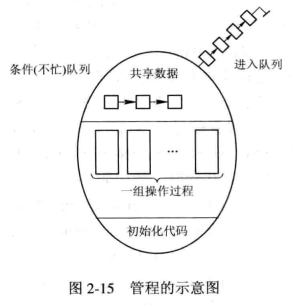 条件(不忙)队列
共享数据
进入队列
...
一组操作过程
初始化代码
图 2-15 管程的示意图